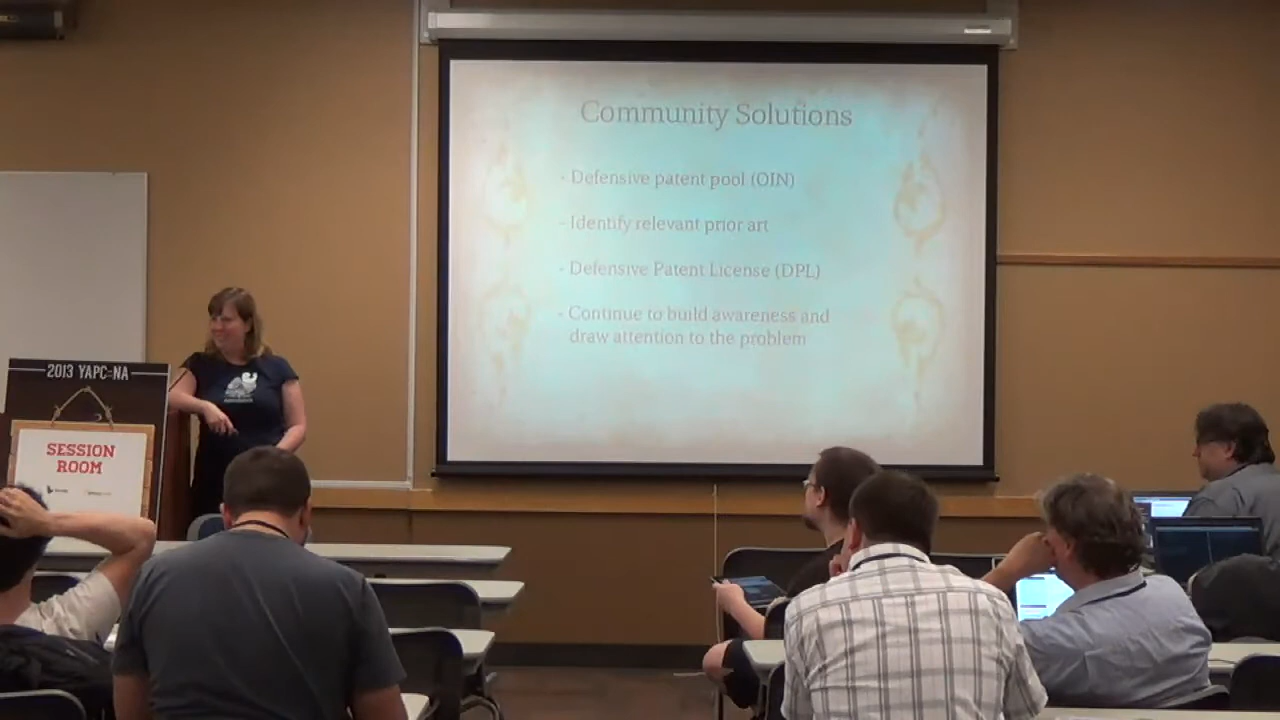 Community Solutions
- Defensive patent pool (OIN)
- Identify relevant prior art
- Defensive Patent License (DPL)
- Continue to build awareness and
draw attention to the problem
2013 YAPC::NA
SESSION
ROOM